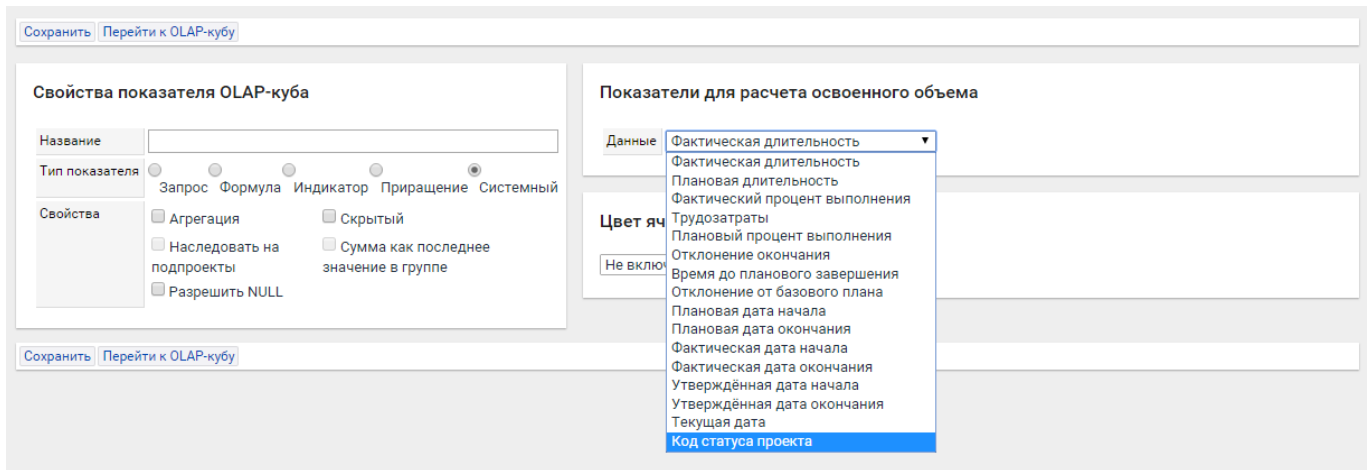 Сохранить Перейти к OLAP-кубу
Свойства показателя OLAP-куба
Название
Тип показателя
Запрос Формула Индикатор Приращение Системный
Свойства
Агрегация
Скрытый
Наследовать на
подпроекты
Сумма как последнее
значение в группе
Разрешить NULL
Показатели для расчета освоенного объема
Данные
Фактическая длительность
Фактическая длительность
Плановая длительность
Фактический процент выполнения
Трудозатраты
Плановый процент выполнения
Отклонение окончания
Время до планового завершения
Отклонение от базового плана
Плановая дата начала
Плановая дата окончания
Фактическая дата начала
Фактическая дата окончания
Утверждённая дата начала
Утверждённая дата окончания
Текущая дата
Код статуса проекта
Цвет яч
Не включ
Сохранить Перейти к OLAP-кубу